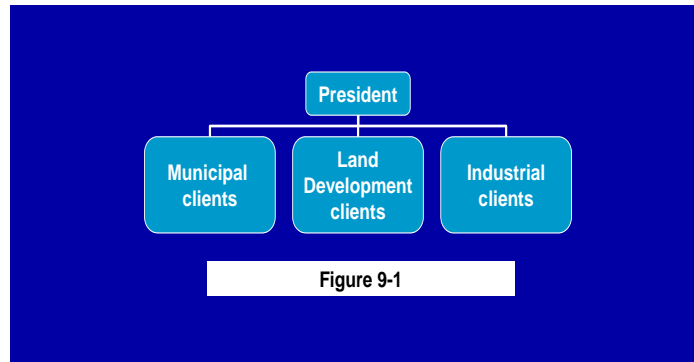 President
Municipal
clients
Land
Development
clients
Industrial
clients
Figure 9-1